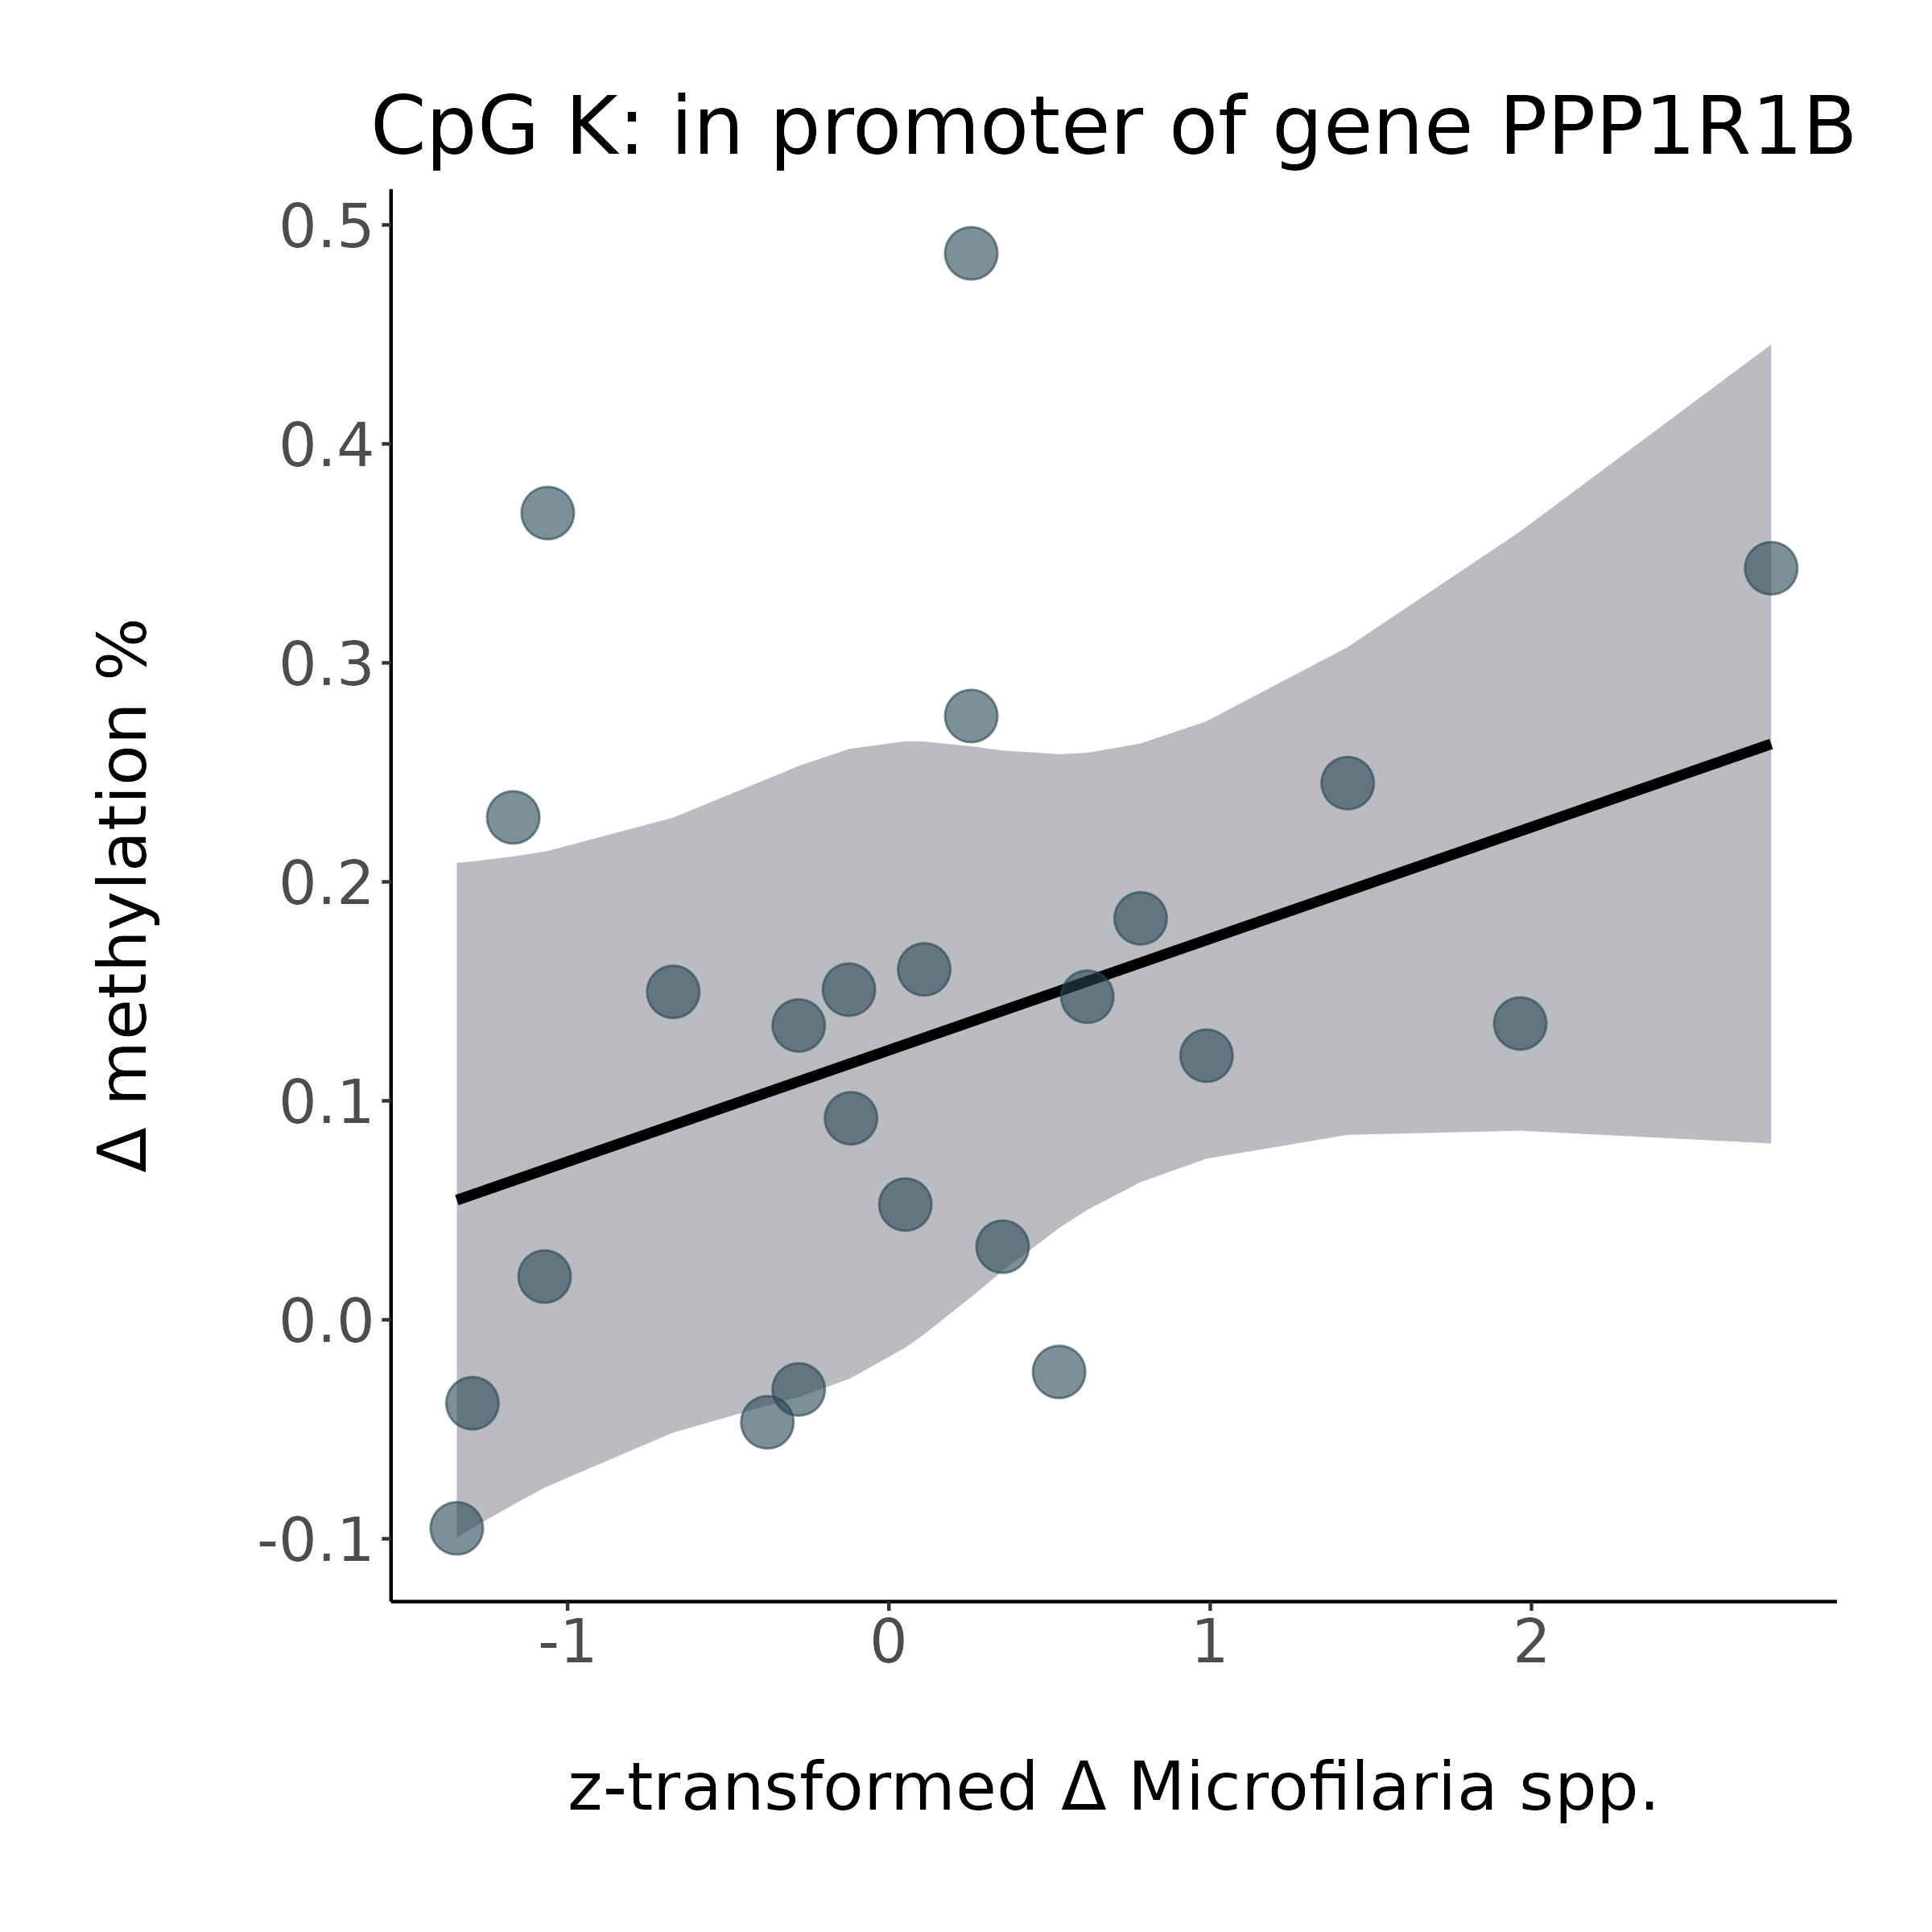 CpG K: in promoter of gene PPP1R1B
0.5
0.4
0.3
0.2
0.1
0.0
-0.1
Δ methylation %
-1 0 1 2
z-transformed Δ Microfilaria spp.